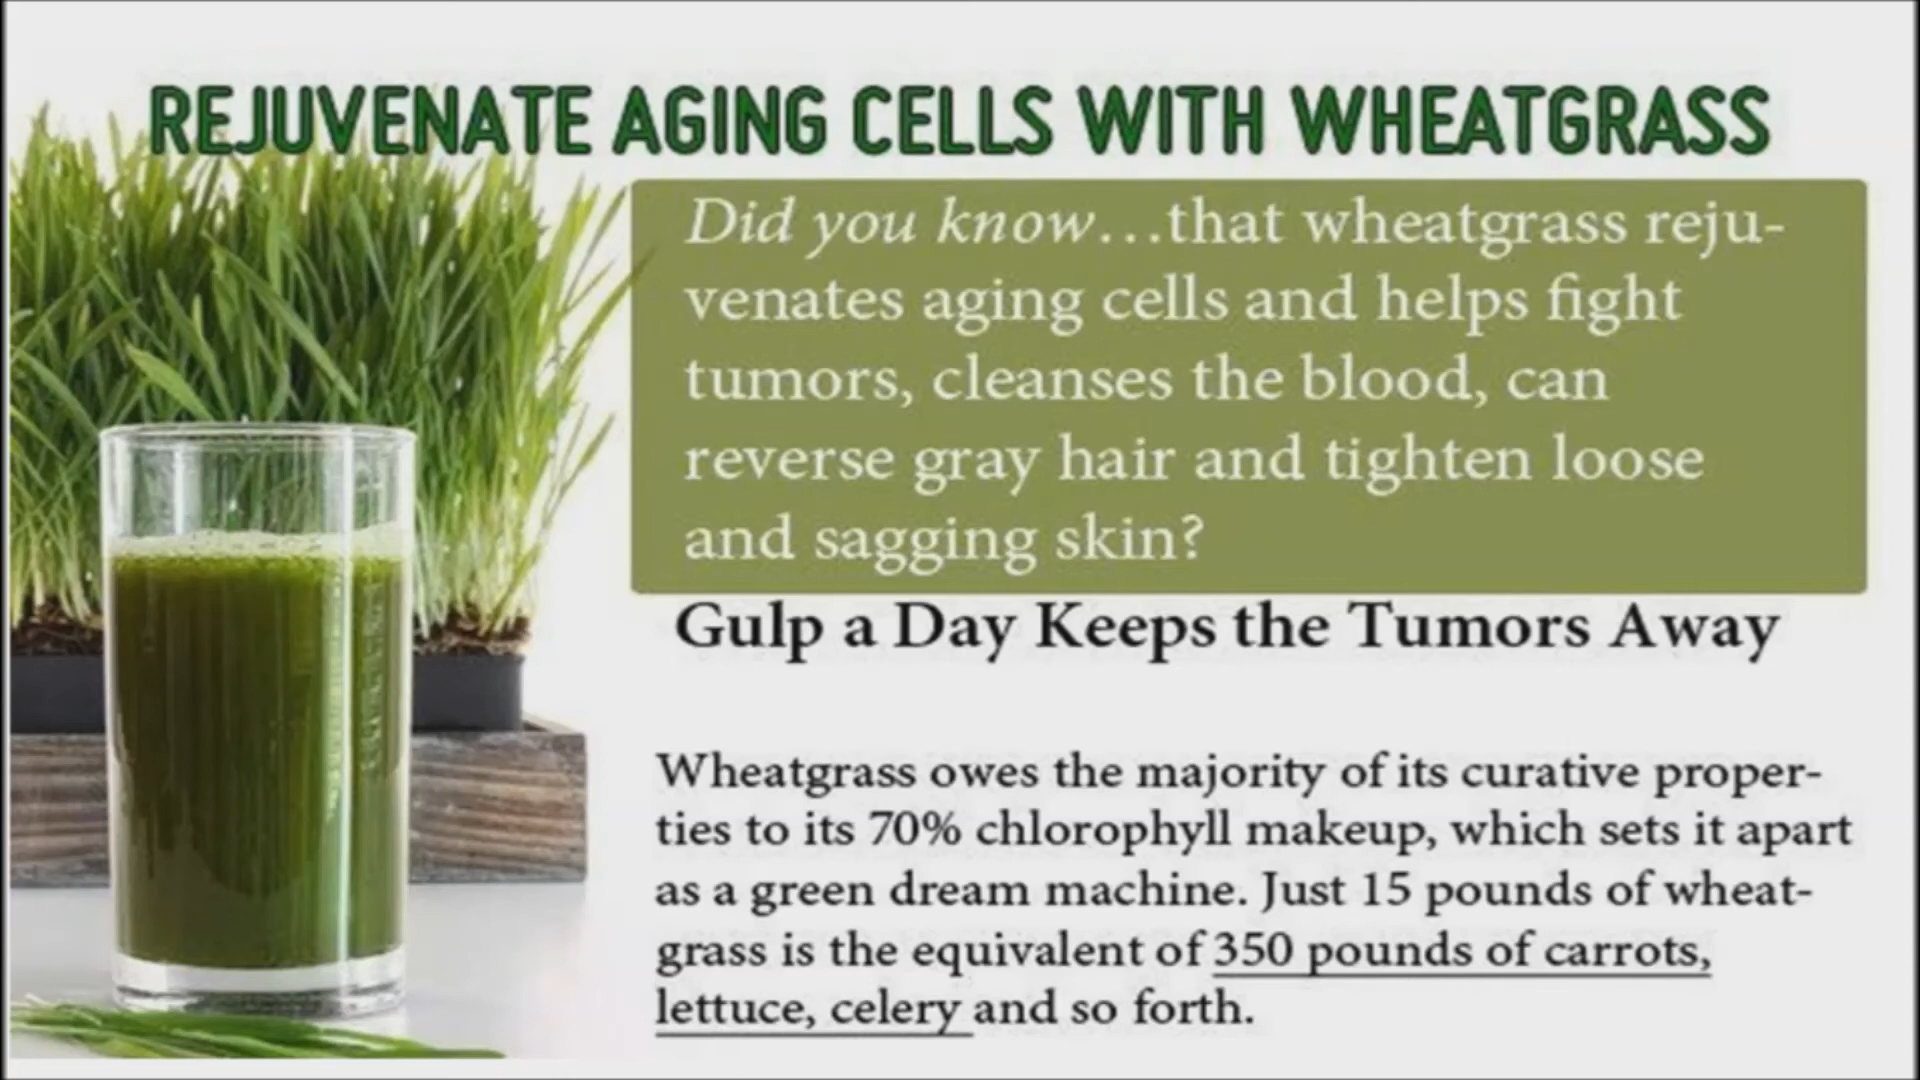 REJUVENATE AGING CELLS WITH WHEATGRASS
Did you know...that wheatgrass reju-
venates aging cells and helps fight
tumors, cleanses the blood, can
reverse gray hair and tighten loose
and sagging skin?
Gulp a Day Keeps the Tumors Away
Wheatgrass owes the majority of its curative proper-
ties to its 70% chlorophyll makeup, which sets it apart
as a green dream machine. Just 15 pounds of wheat-
grass is the equivalent of 350 pounds of carrots,
lettuce, celery and so forth.